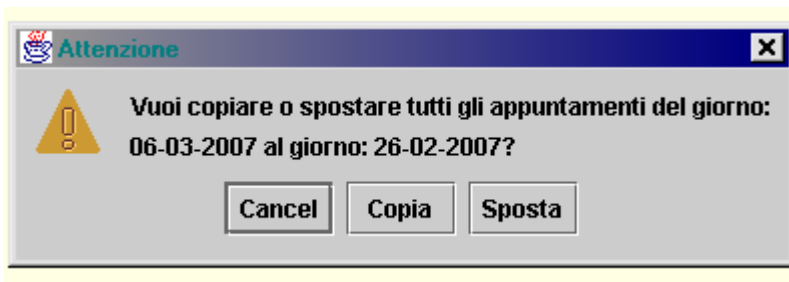 Attenzione
Vuoi copiare o spostare tutti gli appuntamenti del giorno:
06-03-2007 al giorno: 26-02-2007?
Cancel Copia Sposta